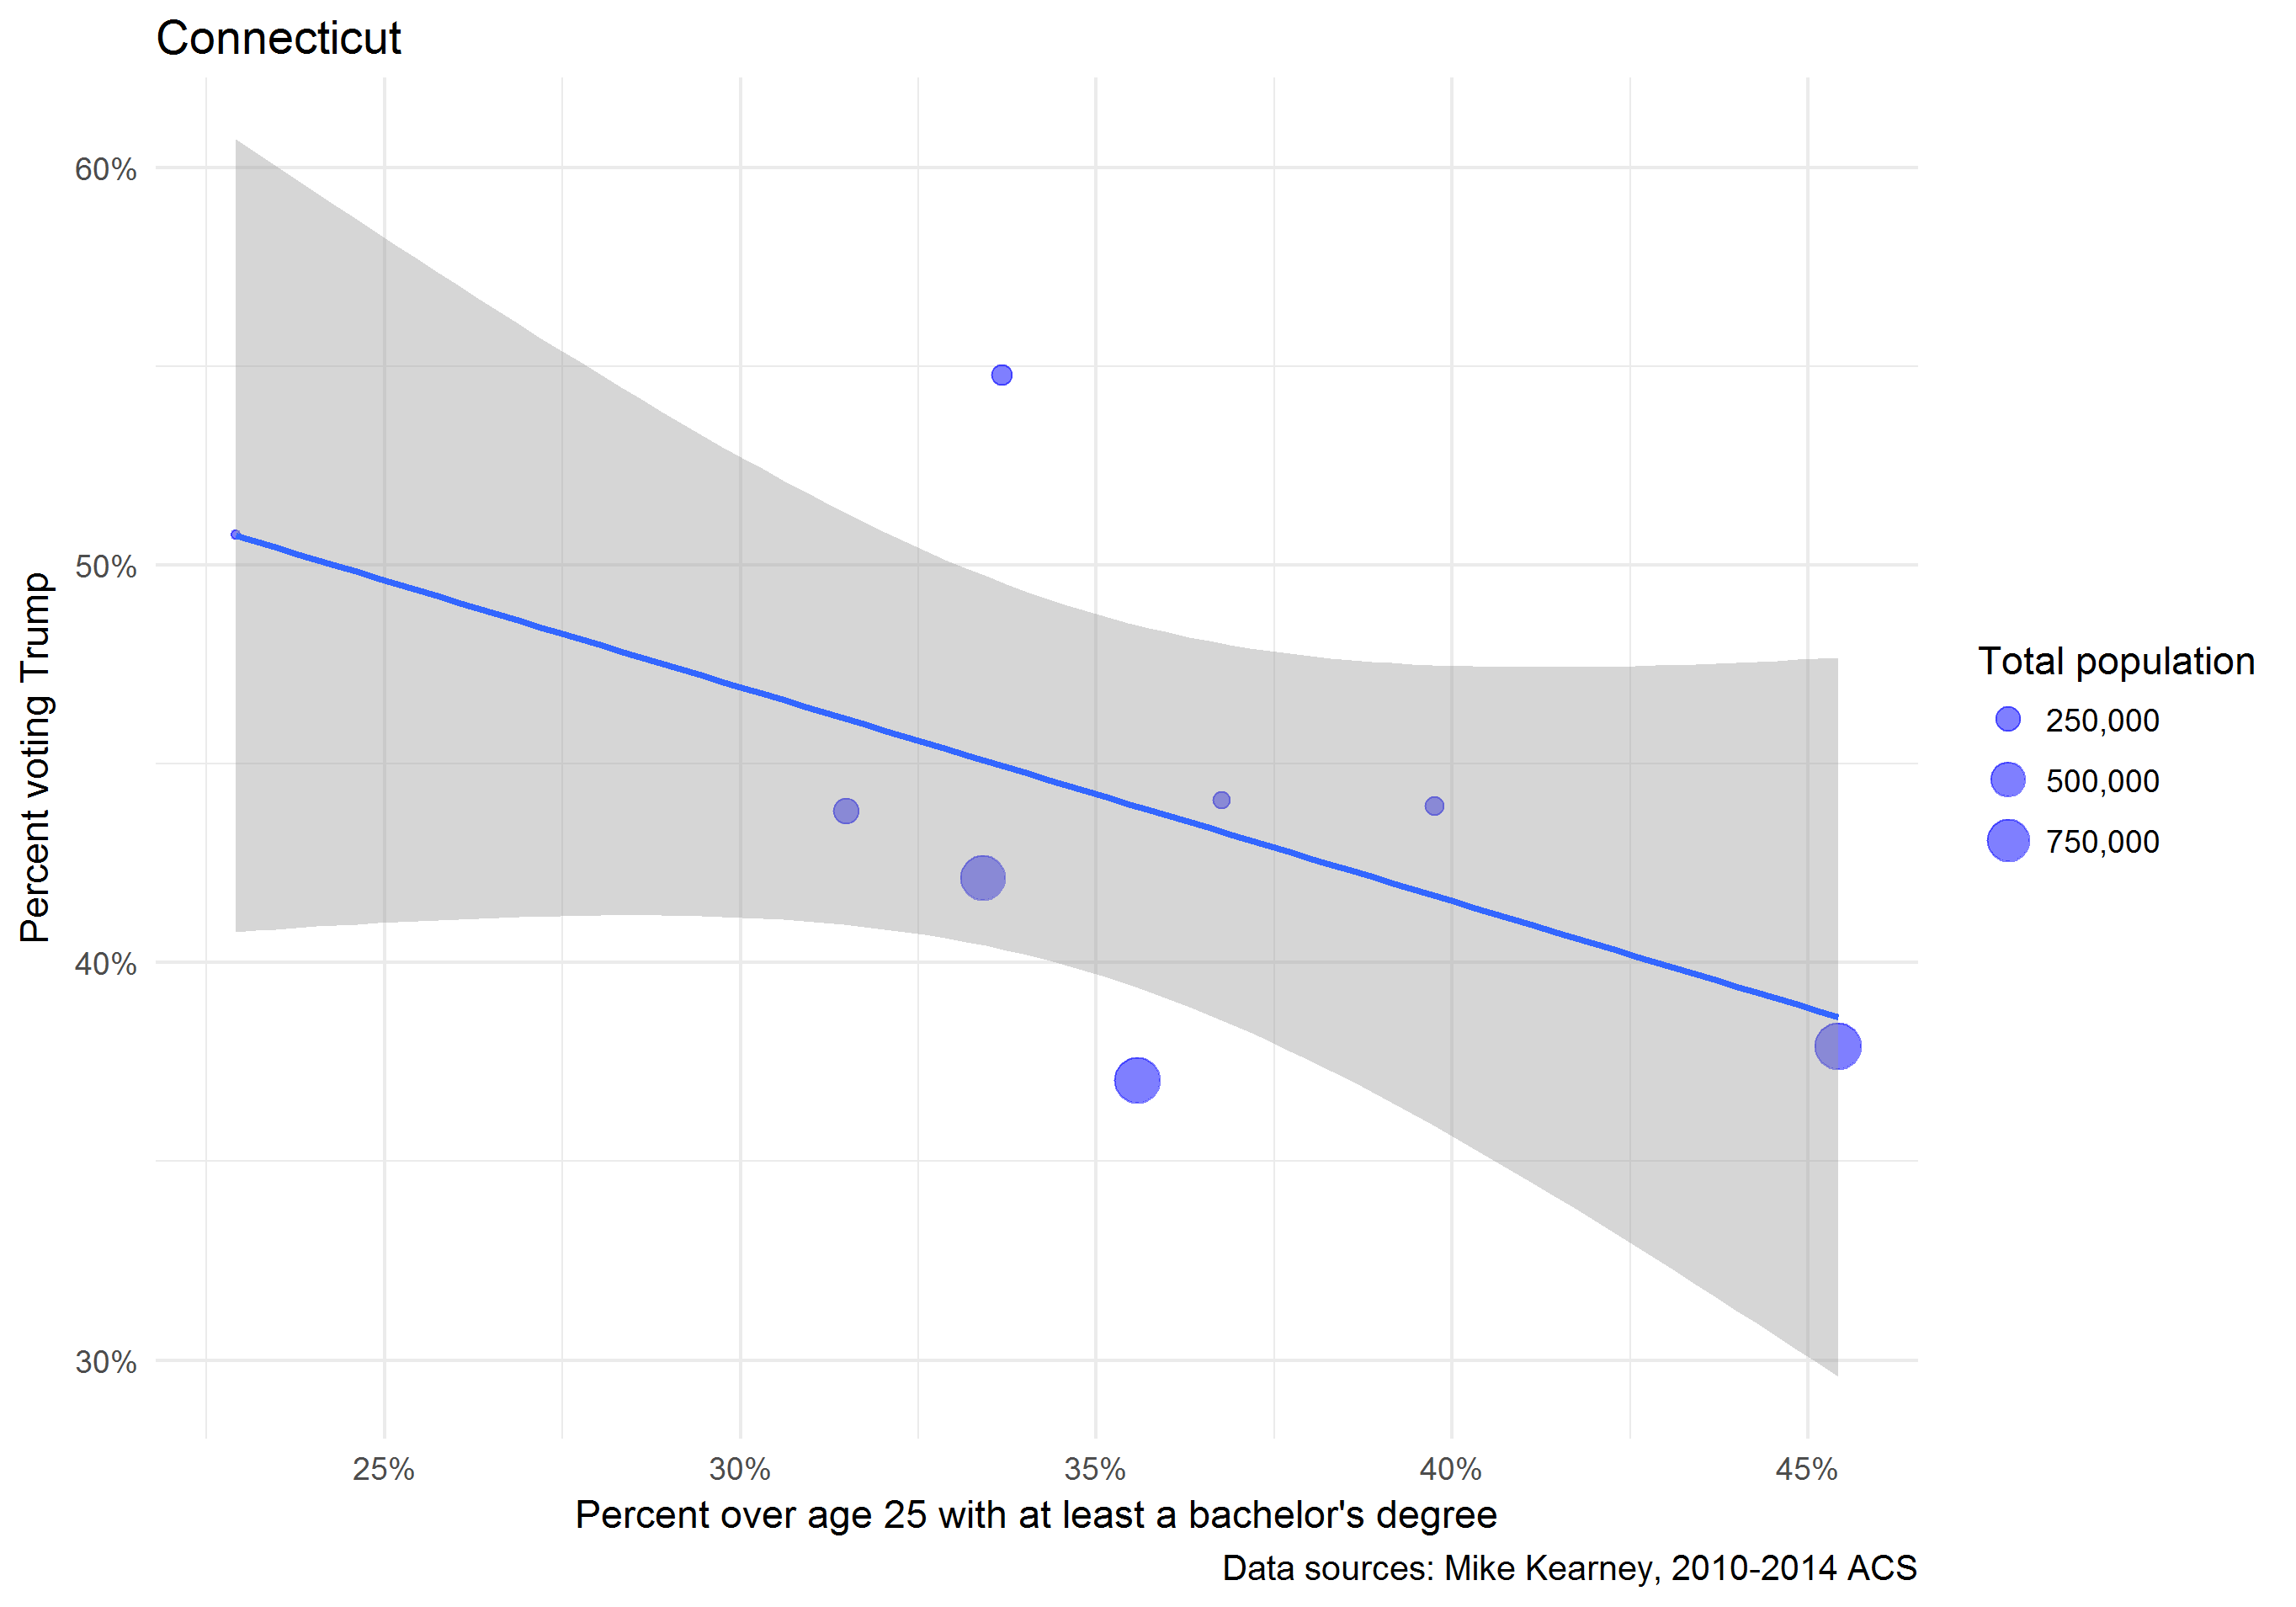 Connecticut
60%
50%
40%
30%
Percent voting Trump
25%
30%
35%
40%
45%
Percent over age 25 with at least a bachelor's degree
Data sources: Mike Kearney, 2010-2014 ACS
Total population
250,000
500,000
750,000